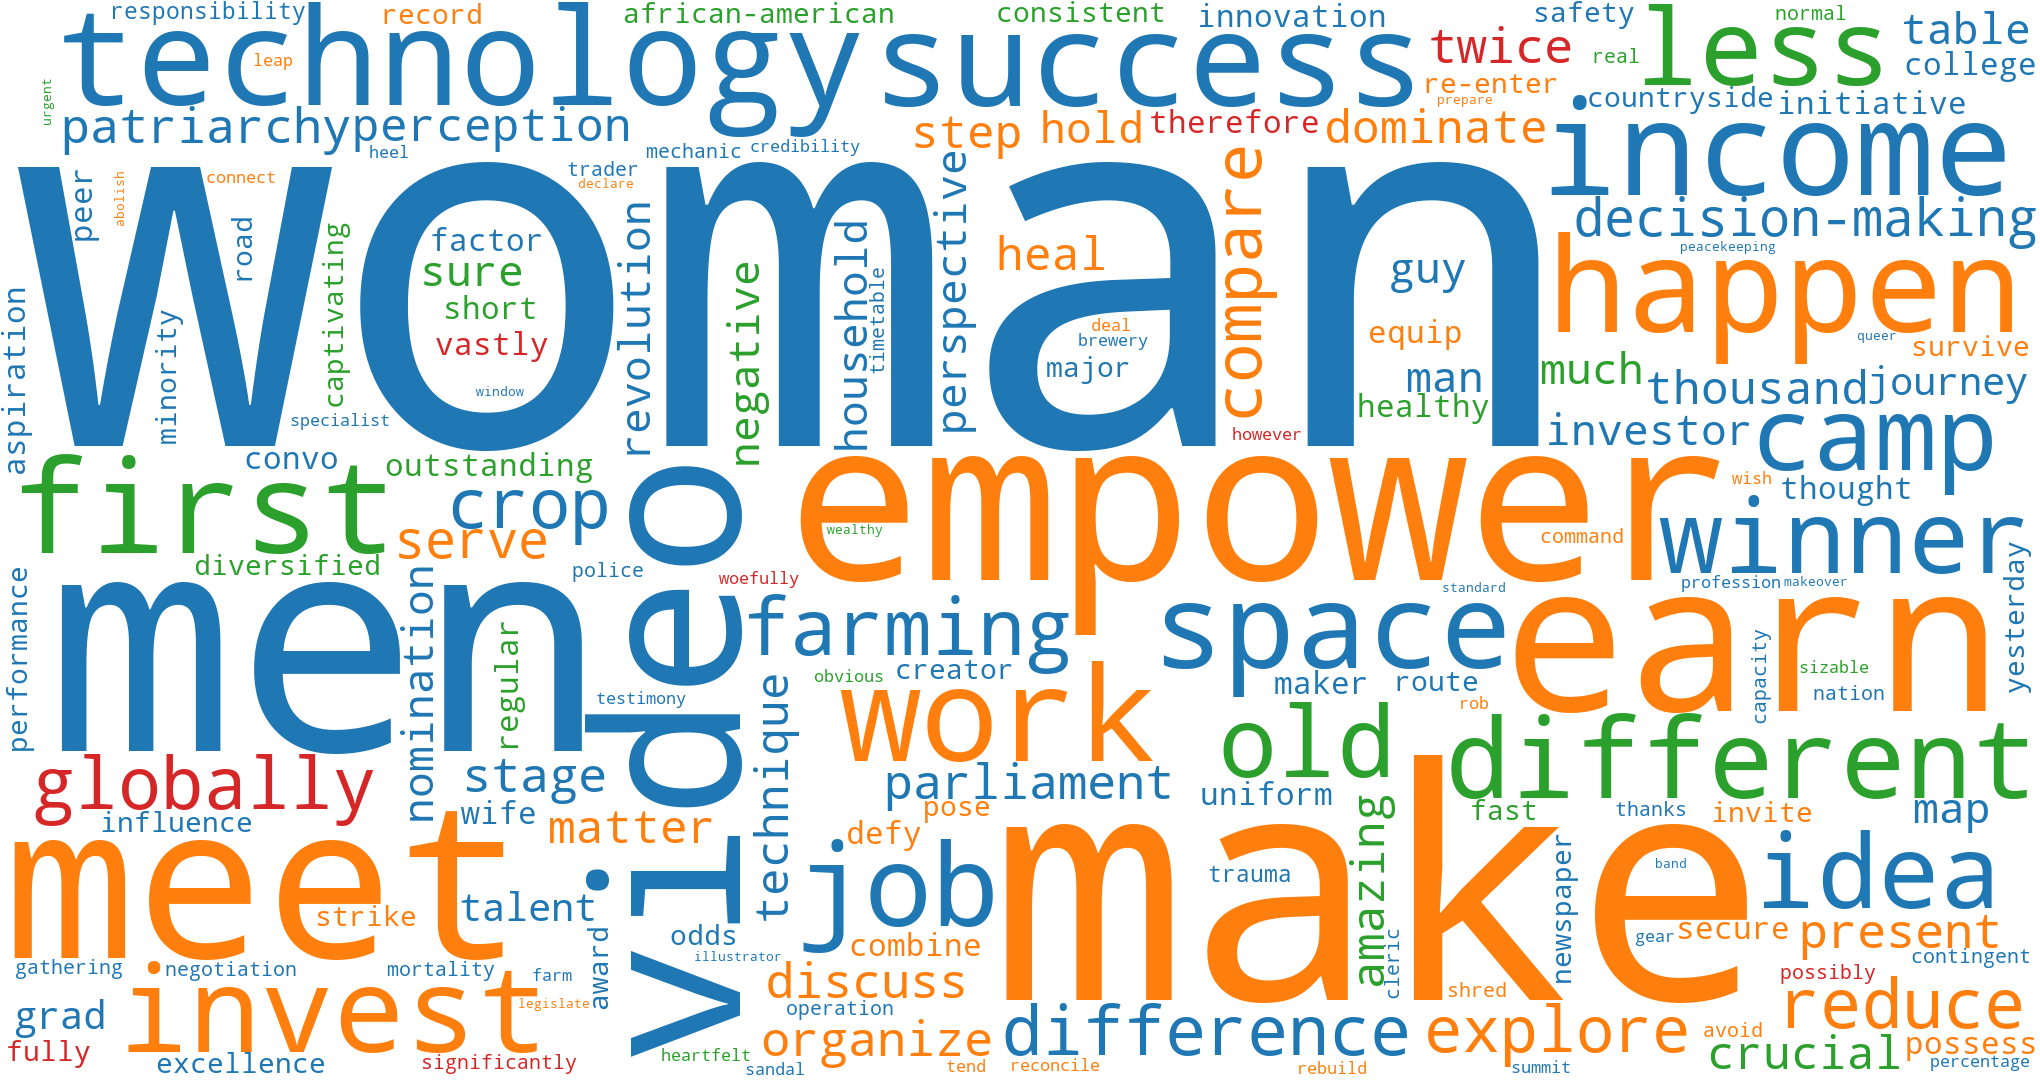 responsibility
record
african-american
consistent
innovation
safety
normal
technology
success
less
table
leap
twice
real
college
urgent
re-enter
prepare
countryside
initiative
patriarchy
perception
step
hold
therefore
dominate
income
heel
mechanic
credibility
woman
trader
declare
peer
abolish
connect
road
captivating
minority
aspiration
specialist
factor
sure
short
vastly
window
revolution
negative
household
timetable
perspective
heal
compare
deal
brewery
major
guy
equip
man
healthy
however
decision-making
peacekeeping
happen
queer
survive
much
thousand
journey
investor
camp
convo
outstanding
first
crop
serve
diversified
empower
wealthy
command
wish
thought
winner
police
woefully
standard
profession
makeover
yesterday
performance
men
nomination
regular
testimony
video
farming
space
earn
obvious
creator
maker
route
rob
capacity
sizable
nation
technique
work
old
different
globally
stage
parliament
uniform
influence
wife
matter
pose
defy
amazing
fast
thanks
invite
map
meet
job
make
newspaper
band
idea
strike
talent
trauma
odds
combine
gear
secure
present
illustrator
cleric
contingent
gathering
negotiation
mortality
farm
award
discuss
possibly
invest
legislate
operation
shred
reduce
grad
organize
difference
explore
avoid
crucial
possess
fully
excellence
significantly
heartfelt
sandal
tend
reconcile
rebuild
summit
percentage